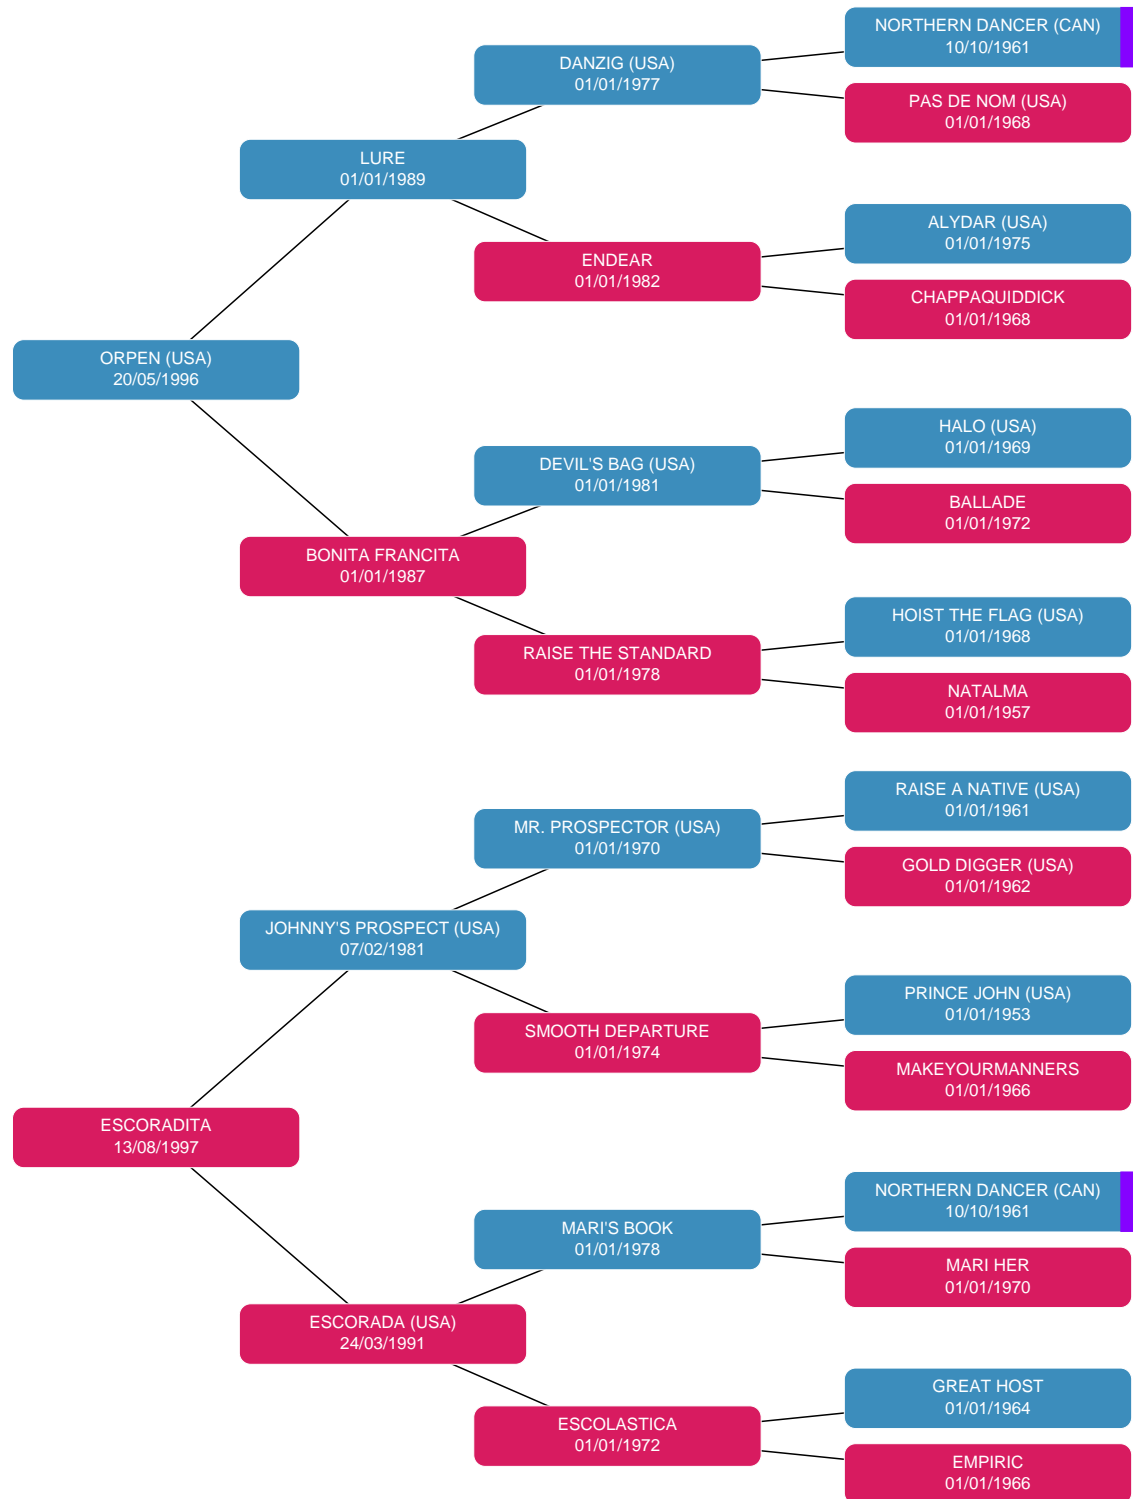 NORTHERN DANCER (CAN)
10/10/1961
DANZIG (USA)
01/01/1977
PAS DE NOM (USA)
01/01/1968
LURE
01/01/1989
ALYDAR (USA)
01/01/1975
ENDEAR
01/01/1982
CHAPPAQUIDDICK
01/01/1968
ORPEN (USA)
20/05/1996
HALO (USA)
01/01/1969
DEVIL'S BAG (USA)
01/01/1981
BALLADE
01/01/1972
BONITA FRANCITA
01/01/1987
HOIST THE FLAG (USA)
01/01/1968
RAISE THE STANDARD
01/01/1978
NATALMA
01/01/1957
RAISE A NATIVE (USA)
01/01/1961
MR. PROSPECTOR (USA)
01/01/1970
GOLD DIGGER (USA)
01/01/1962
JOHNNY'S PROSPECT (USA)
07/02/1981
PRINCE JOHN (USA)
01/01/1953
SMOOTH DEPARTURE
01/01/1974
MAKEYOURMANNERS
01/01/1966
ESCORADITA
13/08/1997
NORTHERN DANCER (CAN)
10/10/1961
MARI'S BOOK
01/01/1978
MARI HER
01/01/1970
ESCORADA (USA)
24/03/1991
GREAT HOST
01/01/1964
ESCOLASTICA
01/01/1972
EMPIRIC
01/01/1966